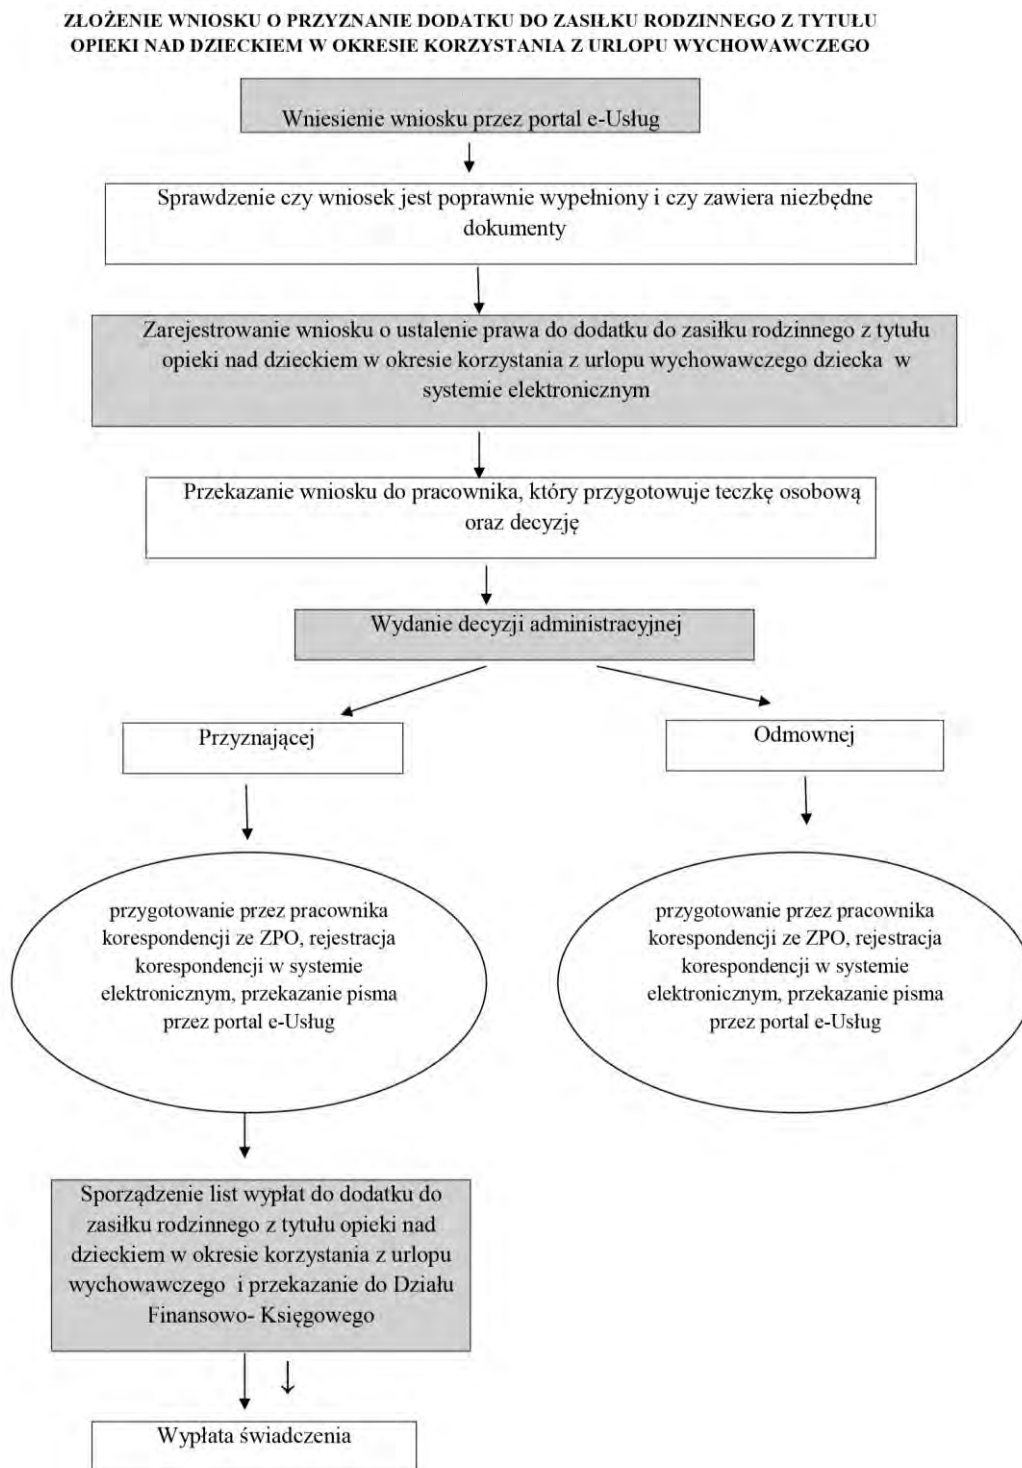 ZŁOŻENIE WNIOSKU O PRZYZNANIE DODATKU DO ZASIŁKU RODZINNEGO Z TYTUŁU
OPIEKI NAD DZIECKIEM W OKRESIE KORZYSTANIA Z URLOPU WYCHOWAWCZEGO
Wniesienie wniosku przez portal e-Usług
Sprawdzenie czy wniosek jest poprawnie wypełniony i czy zawiera niezbędne
dokumenty
Zarejestrowanie wniosku o ustalenie prawa do dodatku do zasiłku rodzinnego z tytułu
opieki nad dzieckiem w okresie korzystania z urlopu wychowawczego dziecka w
systemie elektronicznym
Przekazanie wniosku do pracownika, który przygotowuje teczkę osobową
oraz decyzję
Wydanie decyzji administracyjnej
Przyznającej
Odmownej
przygotowanie przez pracownika
korespondencji ze ZPO, rejestracja
korespondencji w systemie
elektronicznym, przekazanie pisma
przez portal e-Usług
przygotowanie przez pracownika
korespondencji ze ZPO, rejestracja
korespondencji w systemie
elektronicznym, przekazanie pisma
przez portal e-Usług
Sporządzenie list wypłat do dodatku do
zasiłku rodzinnego z tytułu opieki nad
dzieckiem w okresie korzystania z urlopu
wychowawczego i przekazanie do Działu
Finansowo- Księgowego
Wypłata świadczenia